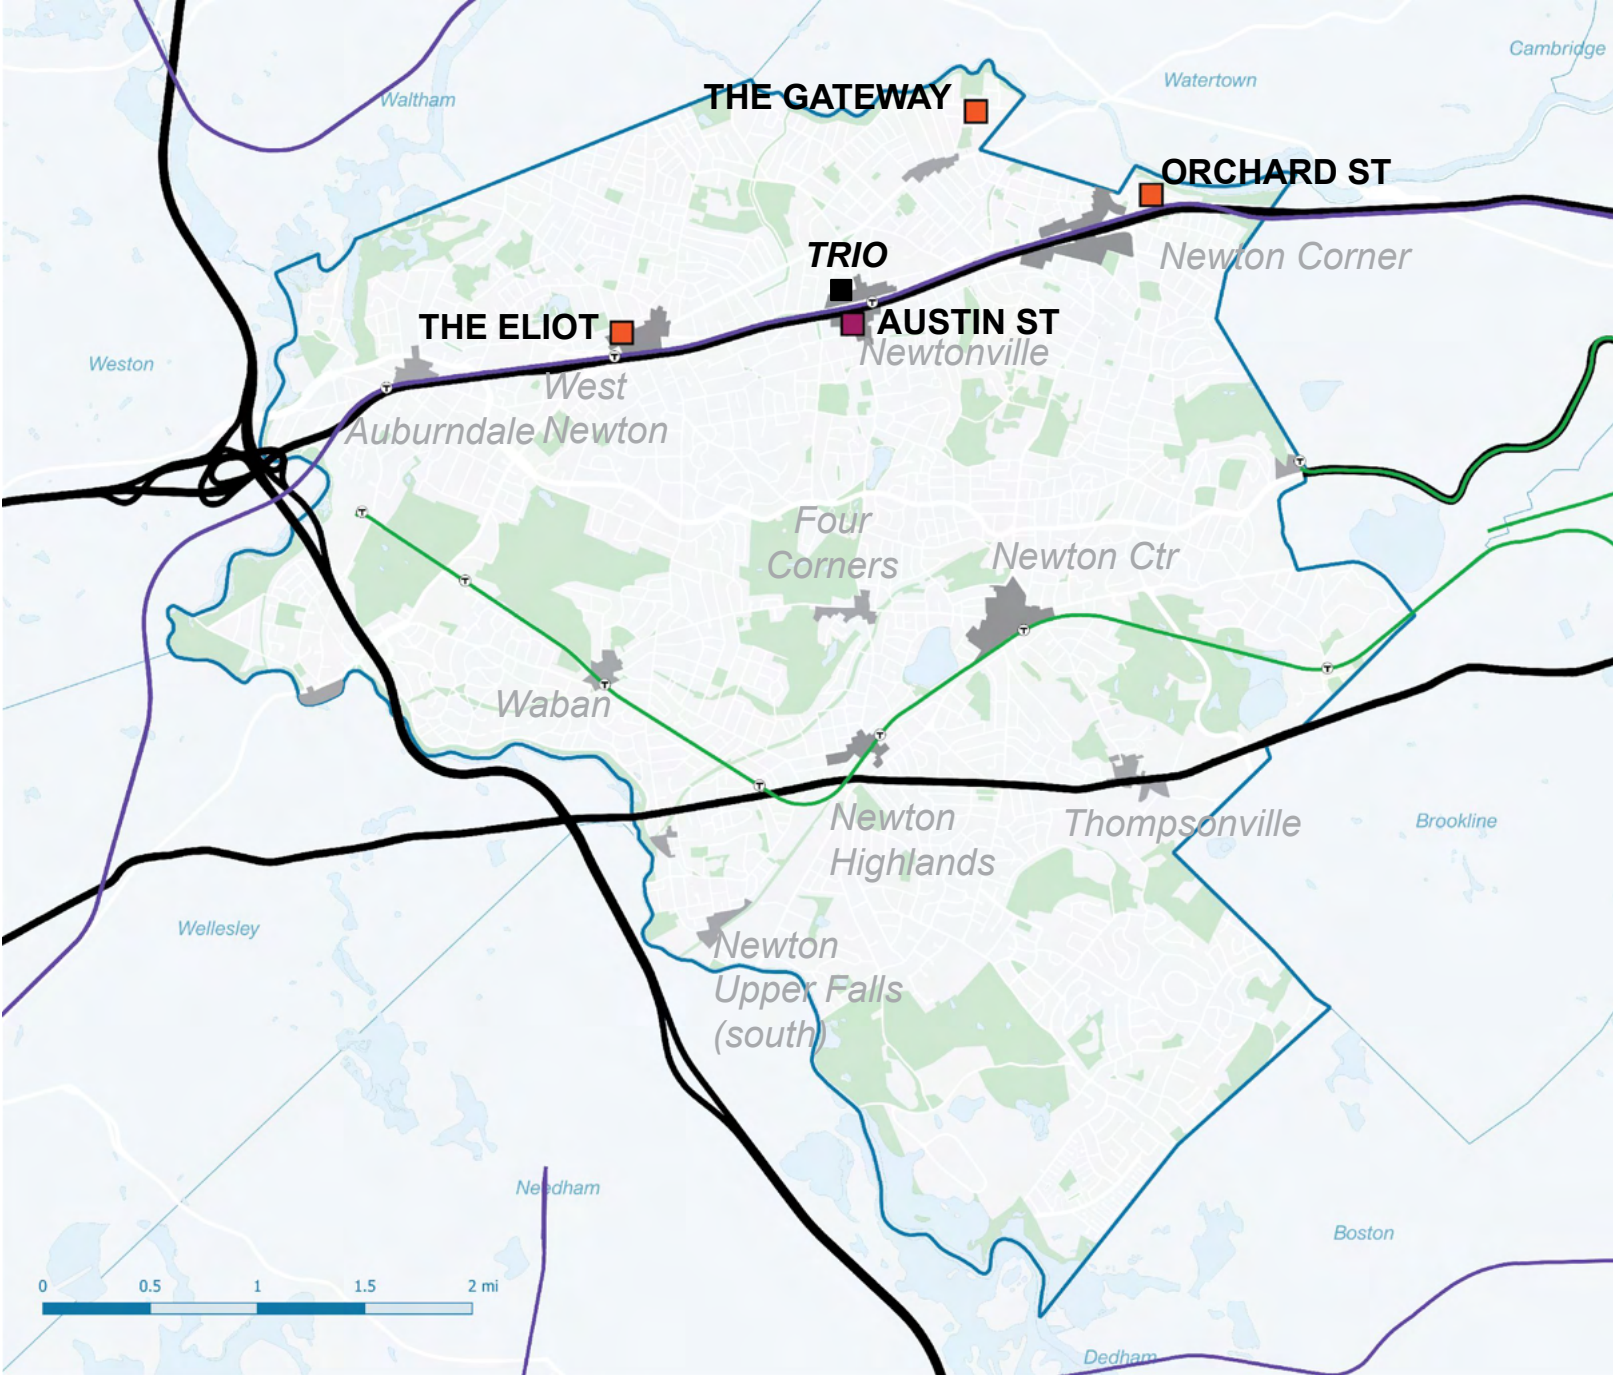 Cambridge
Watertown
Waltham
THE GATEWAY
ORCHARD ST
TRIO
Newton Corner
THE ELIOT
AUSTIN ST
Newtonville
Weston
West
Newton
Auburndale
Four
Corners
Newton Ctr
Waban
Newton
Highlands
Thompsonville
Brookline
Wellesley
Newton
Upper Falls
(south)
Needham
Boston
0 0.5 1 1.5 2 mi
Dedham
T
T
T
T
T
T
T
T
T
T
T